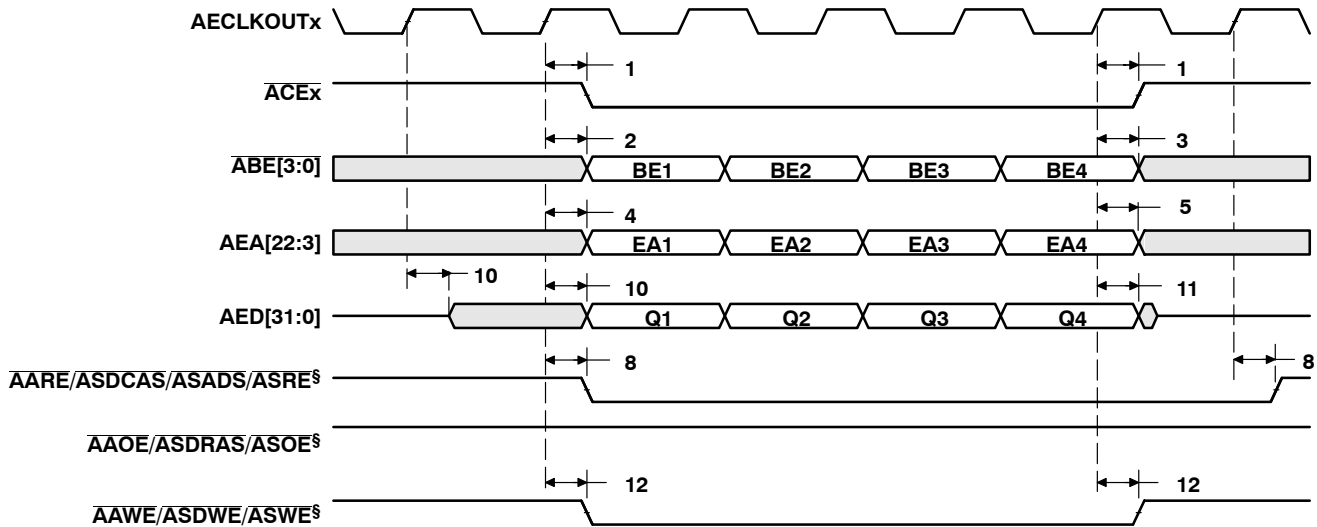 AECLKOUTx
1 1
ACEx
2 3
ABE[3:0] BE1 BE2 BE3 BE4
4 5
AEA[22:3] EA1 EA2 EA3 EA4
10 10 11
AED[31:0] Q1 Q2 Q3 Q4
8 8
AARE/ASDCAS/ASADS/ASRE§
AAOE/ASDRAS/ASOE§
12 12
AAWE/ASDWE/ASWE§